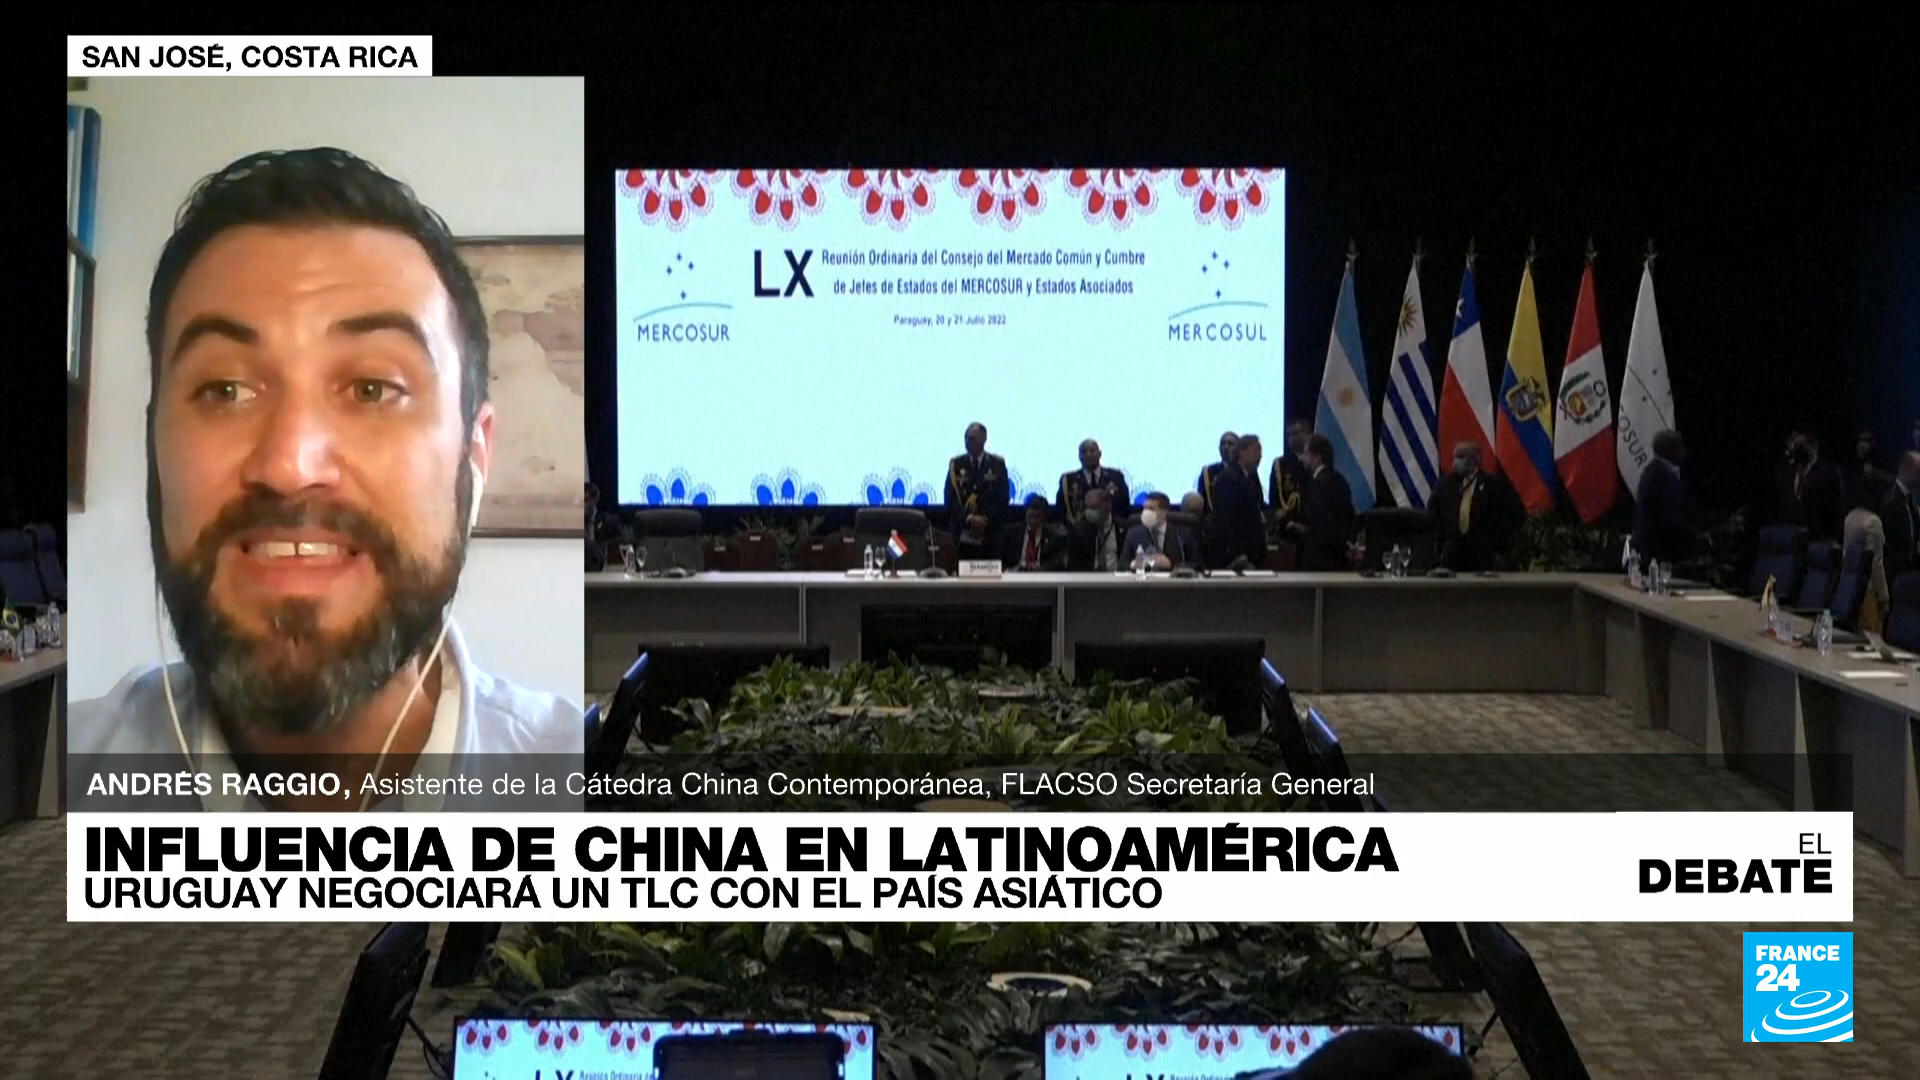 SAN JOSÉ, COSTA RICA
LX
Reunión Ordinaria del Consejo del Mercado Común y Cumbre
de Jefes de Estados del MERCOSUR y Estados Asociados
Paraguay, 20 y 21 Julio 2022
MERCOSUR
MERCOSUL
OSUR
ANDRÉS RAGGIO, Asistente de la Cátedra China Contemporánea, FLACSO Secretaría General
INFLUENCIA DE CHINA EN LATINOAMÉRICA
URUGUAY NEGOCIARÁ UN TLC CON EL PAÍS ASIÁTICO
EL
DEBATE
FRANCE
24